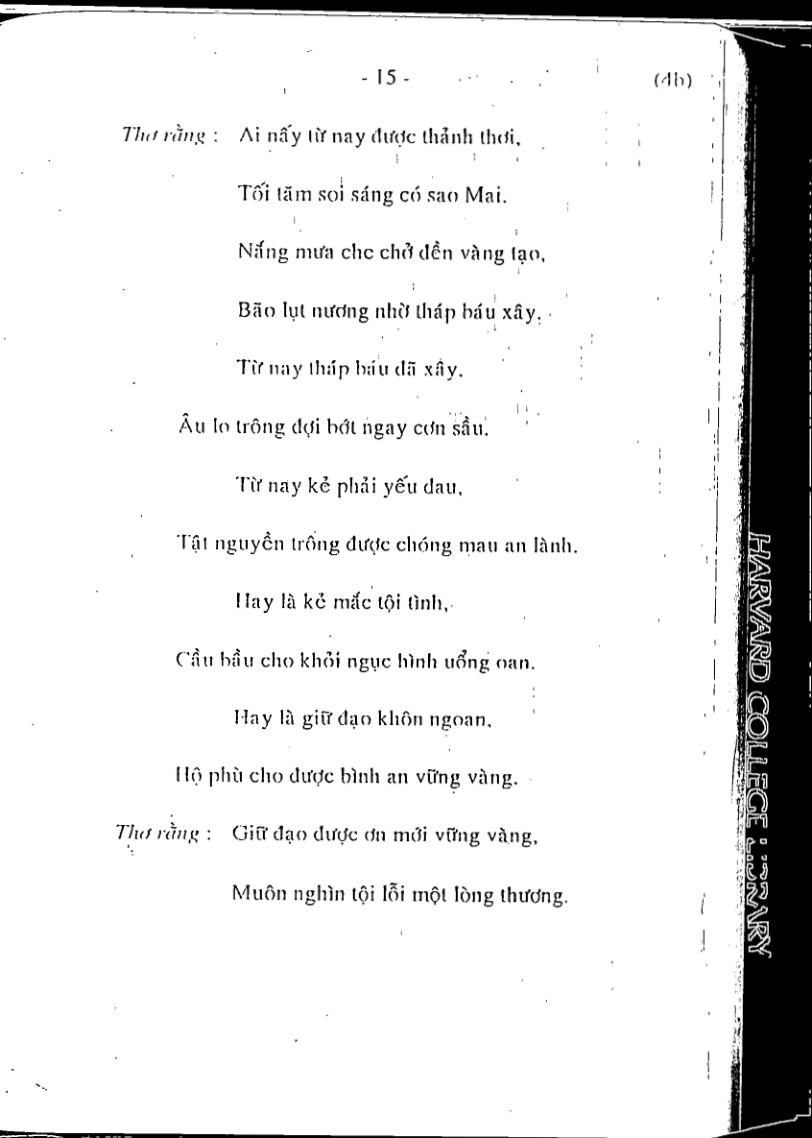 - 15 -
(4b)
Thơ rằng : Ai nấy từ nay được thảnh thơi,
Tối tăm soi sáng có sao Mai.
Nắng mưa che chở đền vàng tạo,
Bão lụt nương nhờ tháp báu xây.
Từ nay tháp báu đã xây.
Âu lo trông đợi bớt ngay cơn sầu.
Từ nay kẻ phải yếu đau,
Tật nguyền trông được chóng mau an lành.
Hay là kẻ mắc tội tình,
Cầu bầu cho khỏi ngục hình uổng oan.
Hay là giữ đạo khôn ngoan,
Hộ phù cho được bình an vững vàng.
Thơ rằng : Giữ đạo được ơn mới vững vàng,
Muôn nghìn tội lỗi một lòng thương.
HARVARD COLLEGE LIBRARY